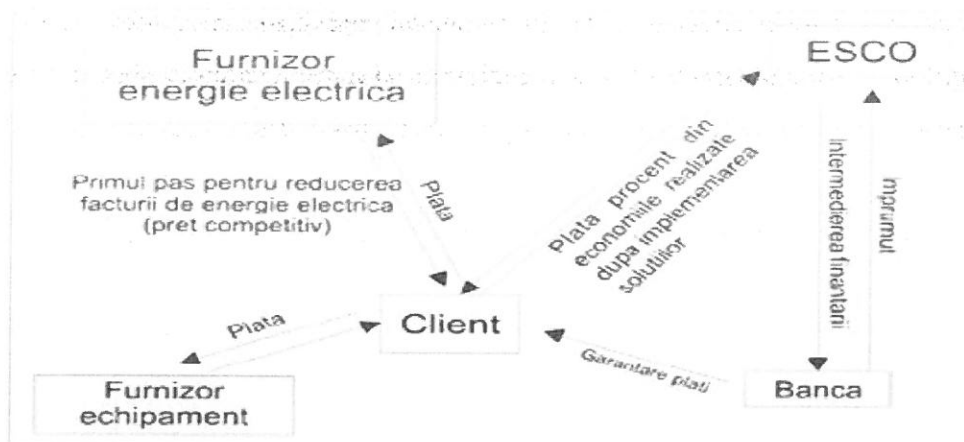 Furnizor
energie electrica
ESCO
Primul pas pentru reducerea
facturii de energie electrica
(pret competitiv)
Plata
Plata procent din
economiile realizate
dupa implementarea
solutiilor
Intermedierea finantarii
Imprumut
Client
Plata
Garantare plati
Furnizor
echipament
Banca